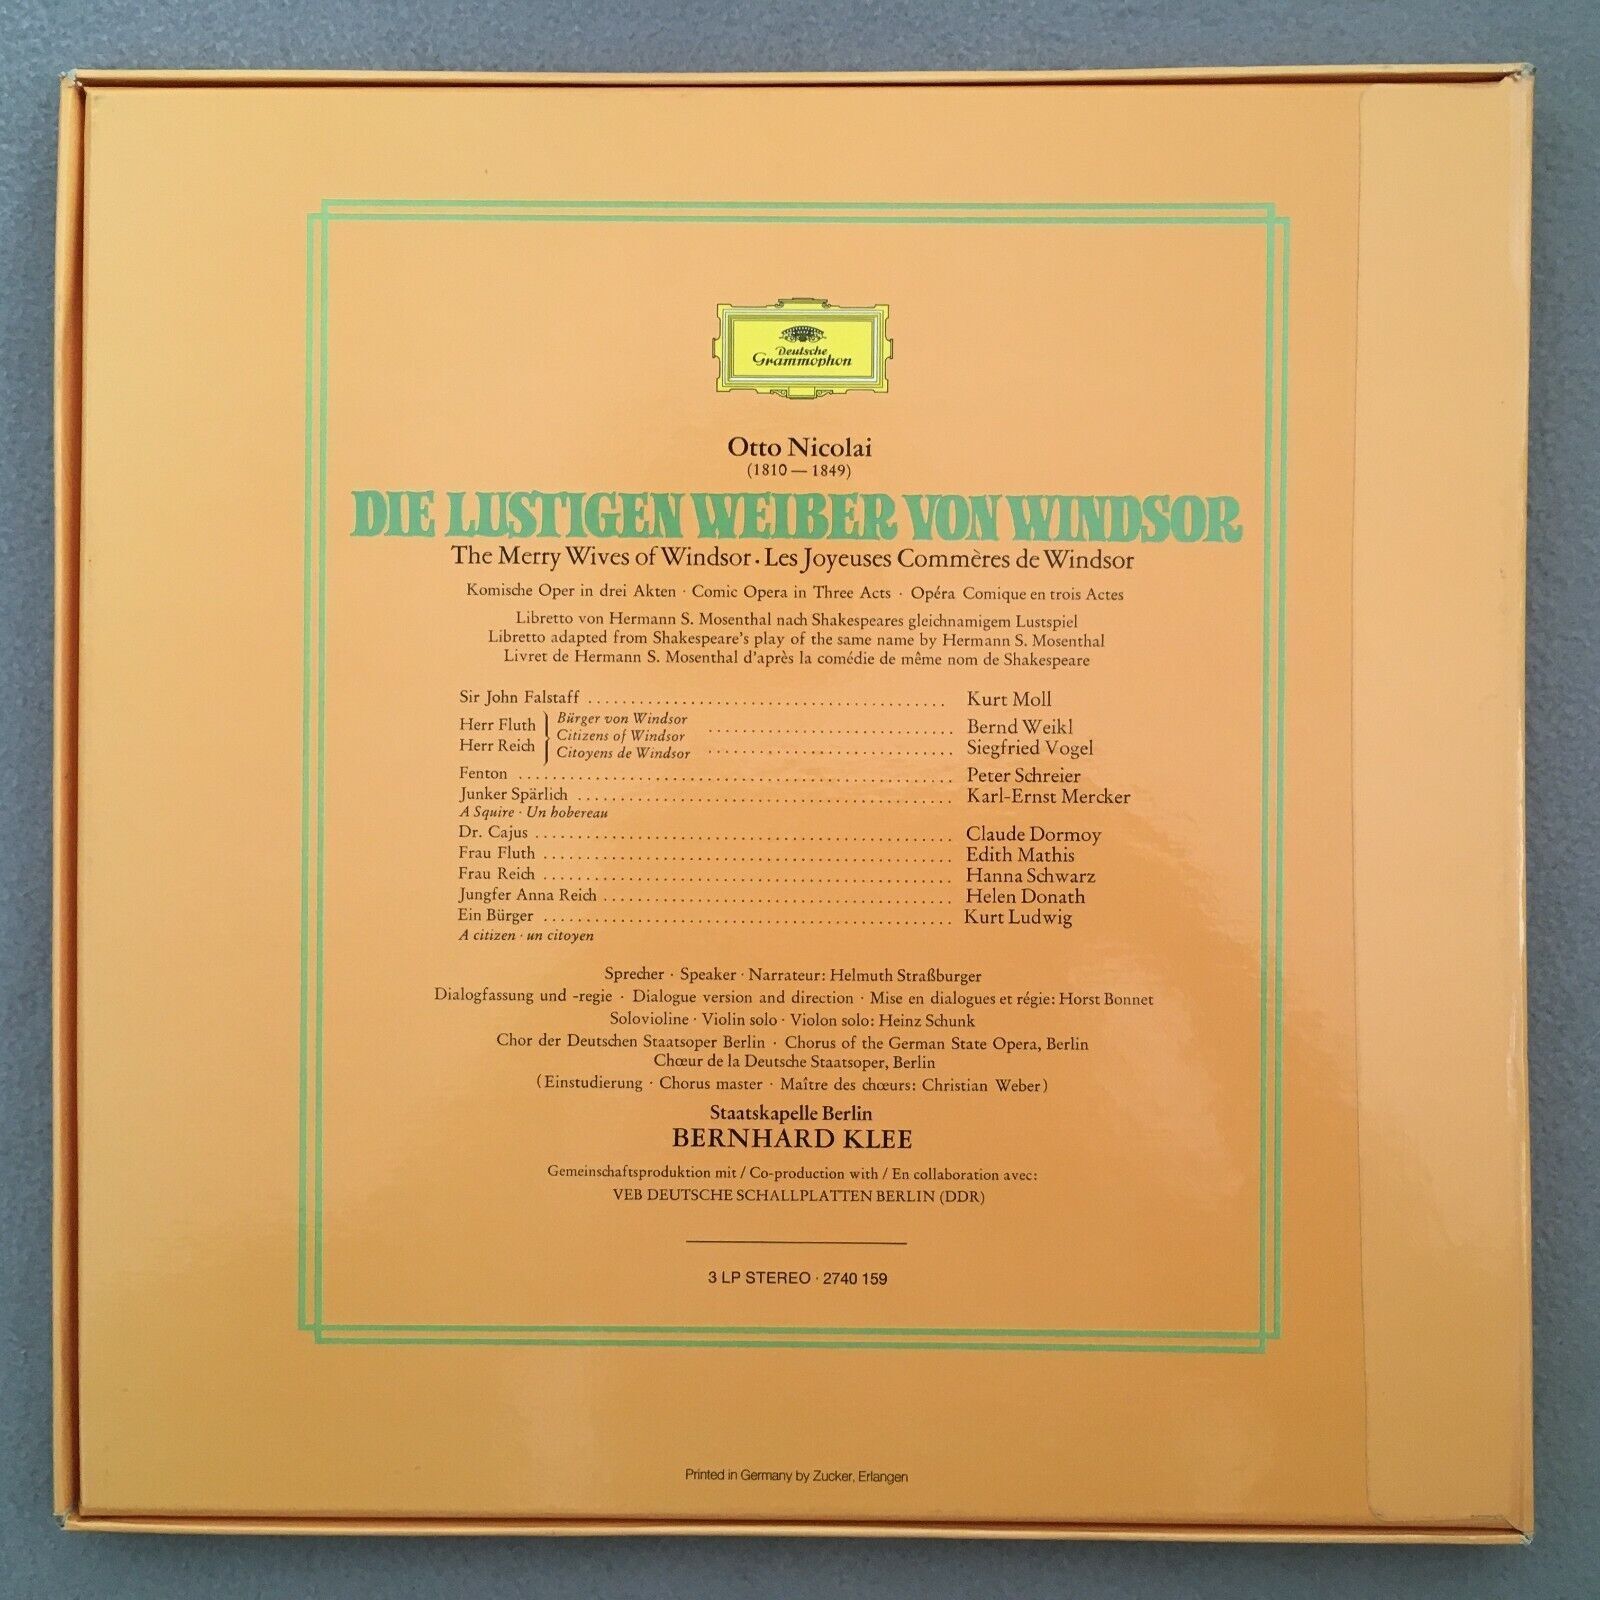 Deutsche
Grammophon
Otto Nicolai
(1810 — 1849)
DIE LUSTIGEN WEIBER VON WINDSOR
The Merry Wives of Windsor · Les Joyeuses Commères de Windsor
Komische Oper in drei Akten · Comic Opera in Three Acts · Opéra Comique en trois Actes
Libretto von Hermann S. Mosenthal nach Shakespeares gleichnamigem Lustspiel
Libretto adapted from Shakespeare's play of the same name by Hermann S. Mosenthal
Livret de Hermann S. Mosenthal d'après la comédie de même nom de Shakespeare
Sir John Falstaff ........................................ Kurt Moll
Herr Fluth } Bürger von Windsor ............................ Bernd Weikl
Citizens of Windsor
Herr Reich } Citoyens de Windsor ............................ Siegfried Vogel
Fenton ........................................ Peter Schreier
Junker Spärlich ........................................ Karl-Ernst Mercker
A Squire · Un hobereau
Dr. Cajus ........................................ Claude Dormoy
Frau Fluth ........................................ Edith Mathis
Frau Reich ........................................ Hanna Schwarz
Jungfer Anna Reich ........................................ Helen Donath
Ein Bürger ........................................ Kurt Ludwig
A citizen · un citoyen
Sprecher · Speaker · Narrateur: Helmuth Straßburger
Dialogfassung und -regie · Dialogue version and direction · Mise en dialogues et régie: Horst Bonnet
Solovioline · Violin solo · Violon solo: Heinz Schunk
Chor der Deutschen Staatsoper Berlin · Chorus of the German State Opera, Berlin
Chœur de la Deutsche Staatsoper, Berlin
(Einstudierung · Chorus master · Maître des chœurs: Christian Weber)
Staatskapelle Berlin
BERNHARD KLEE
Gemeinschaftsproduktion mit / Co-production with / En collaboration avec:
VEB DEUTSCHE SCHALLPLATTEN BERLIN (DDR)
3 LP STEREO · 2740 159
Printed in Germany by Zucker, Erlangen